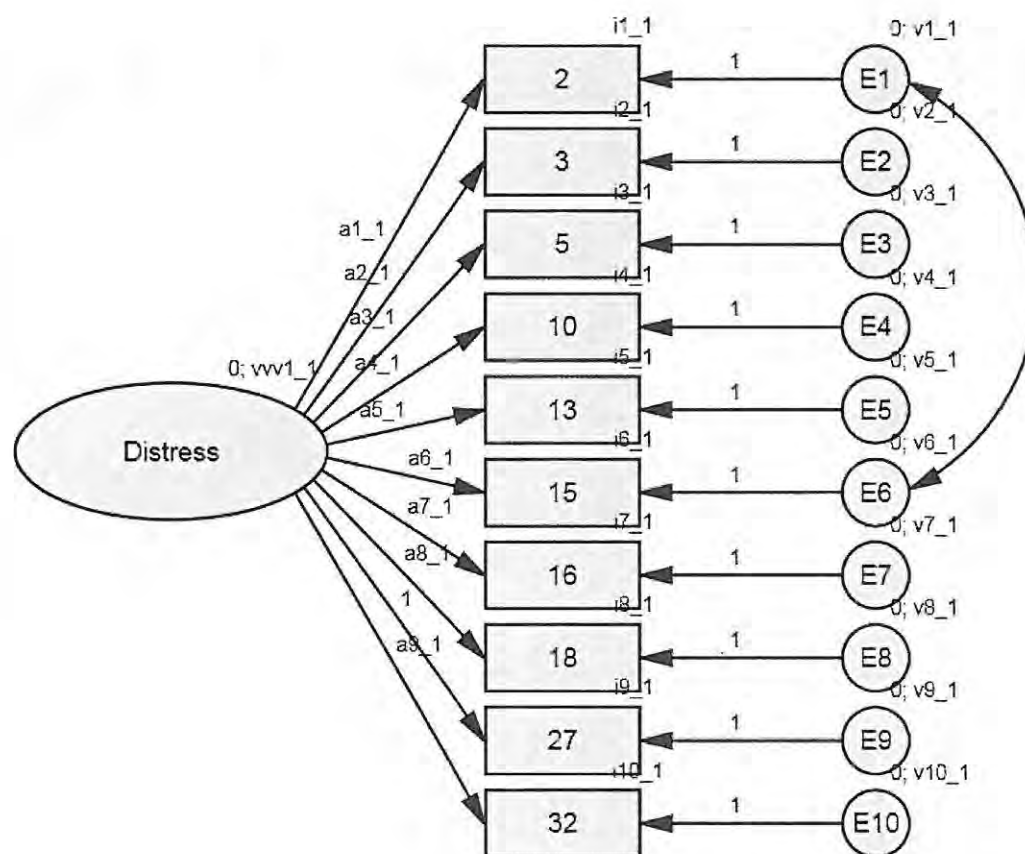 i1_1 0; v1_1
2 1 E1
i2_1 0; v2_1
3 1 E2
i3_1 0; v3_1
a1_1 5 1 E3
a2_1 i4_1 0; v4_1
a3_1 10 1 E4
0; vvv1_1 a4_1 i5_1 0; v5_1
a5_1 13 1 E5
Distress i6_1 0; v6_1
a6_1 15 1 E6
a7_1 i7_1 0; v7_1
a8_1 16 1 E7
1 i8_1 0; v8_1
a9_1 18 1 E8
i9_1 0; v9_1
27 1 E9
i10_1 0; v10_1
32 1 E10